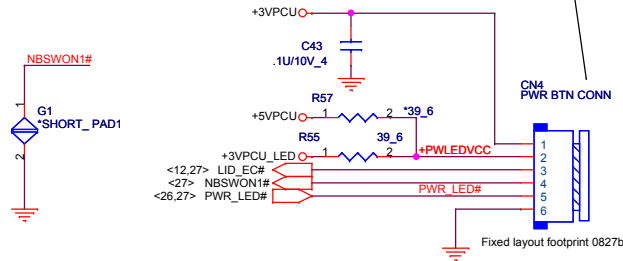 +3VPCU
C43
.1U/10V_4
NBSWON1#
1
G1
*SHORT_ PAD1
2
CN4
PWR BTN CONN
R57
+5VPCU 1 2 *39_6
R55 39_6
+3VPCU_LED 1 2 +PWLEDVCC
<12,27> LID_EC#
<27> NBSWON1#
<26,27> PWR_LED# PWR_LED#
1
2
3
4
5
6
Fixed layout footprint 0827b